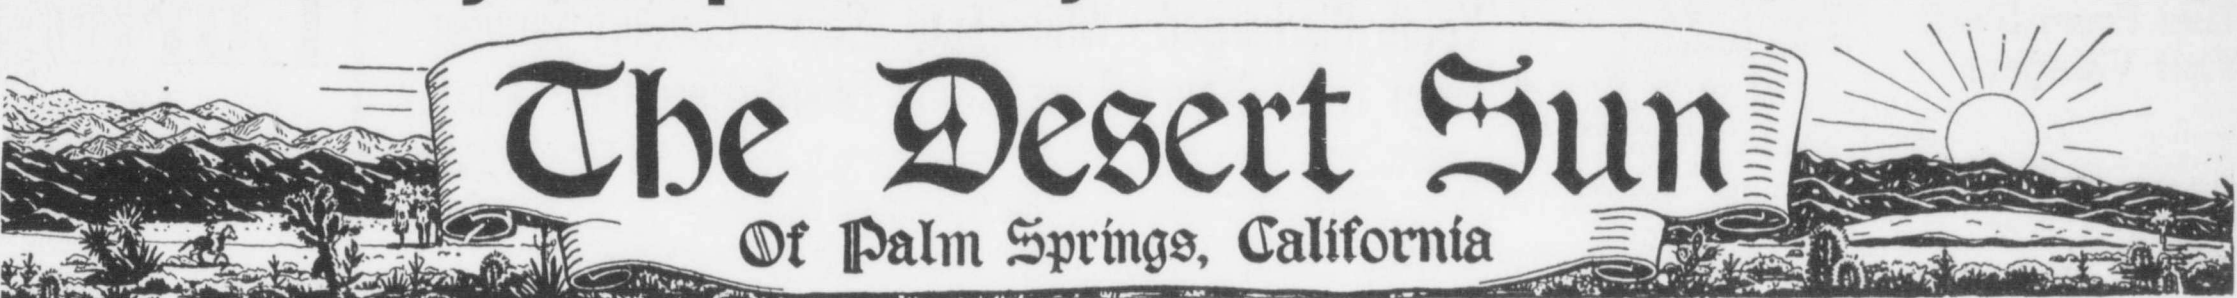 The Desert Sun
Of Palm Springs, California